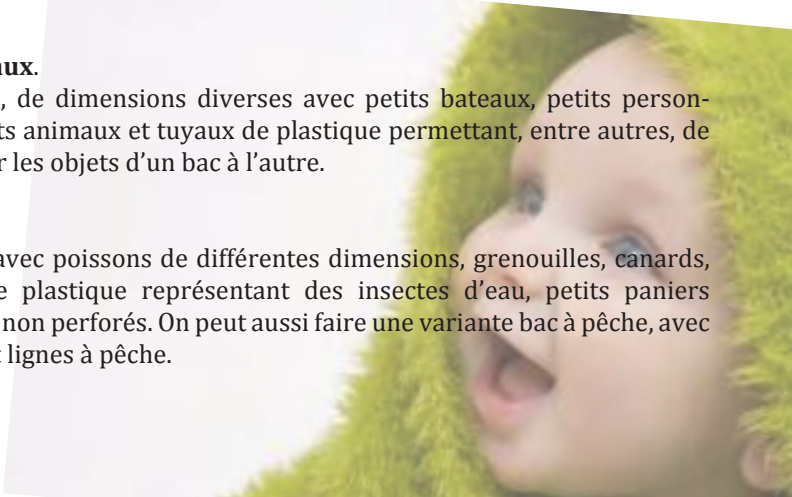 ux.
, de dimensions diverses avec petits bateaux, petits person-
ts animaux et tuyaux de plastique permettant, entre autres, de
r les objets d’un bac à l’autre.
avec poissons de différentes dimensions, grenouilles, canards,
e plastique représentant des insectes d’eau, petits paniers
non perforés. On peut aussi faire une variante bac à pêche, avec
t lignes à pêche.